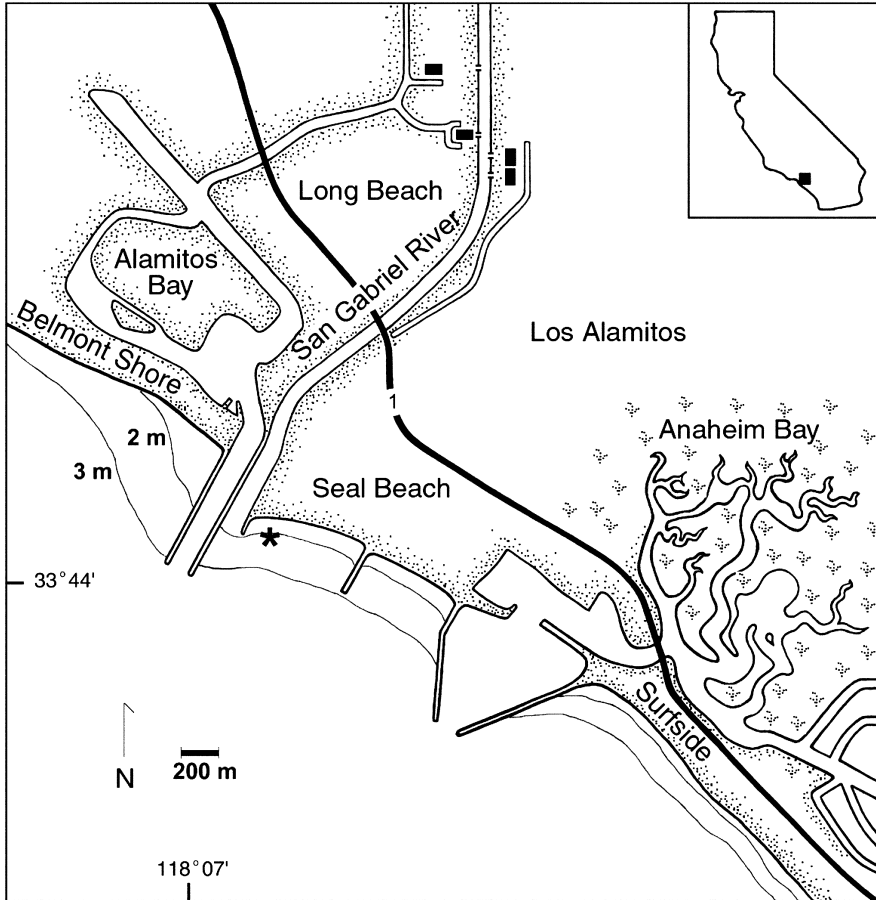 Long Beach
Alamitos
Bay
San Gabriel River
Belmont Shore
Los Alamitos
1
2 m
3 m
Anaheim Bay
Seal Beach
*
33°44'
Surfside
N
200 m
118°07'